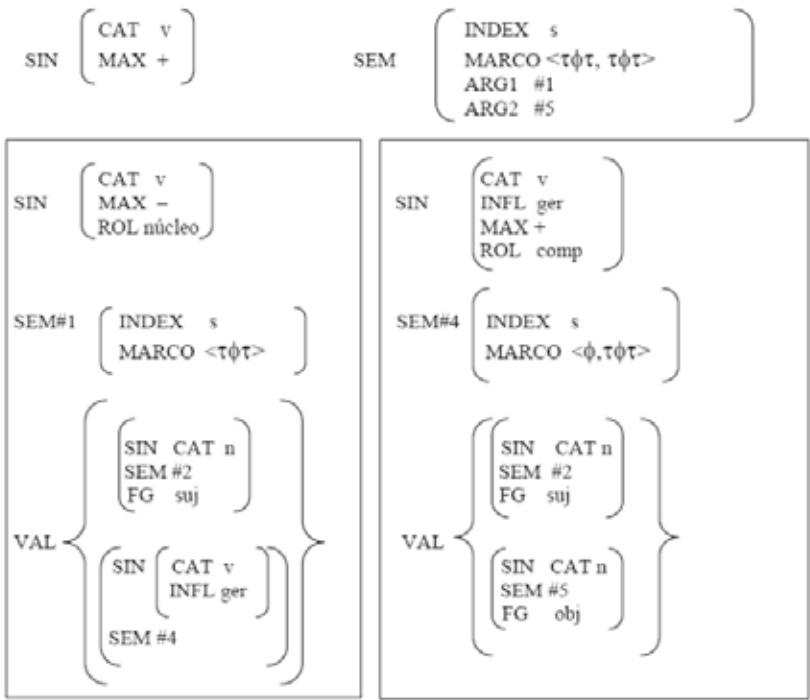 SIN CAT v
MAX +
SEM INDEX s
MARCO <τϕτ, τϕτ>
ARG1 #1
ARG2 #5
SIN CAT v
MAX –
ROL núcleo
SEM#1 INDEX s
MARCO <τϕτ>
VAL
SIN CAT n
SEM #2
FG suj
SIN CAT v
INFL ger
SEM #4
SIN CAT v
INFL ger
MAX +
ROL comp
SEM#4 INDEX s
MARCO <ϕ,τϕτ>
VAL
SIN CAT n
SEM #2
FG suj
SIN CAT n
SEM #5
FG obj